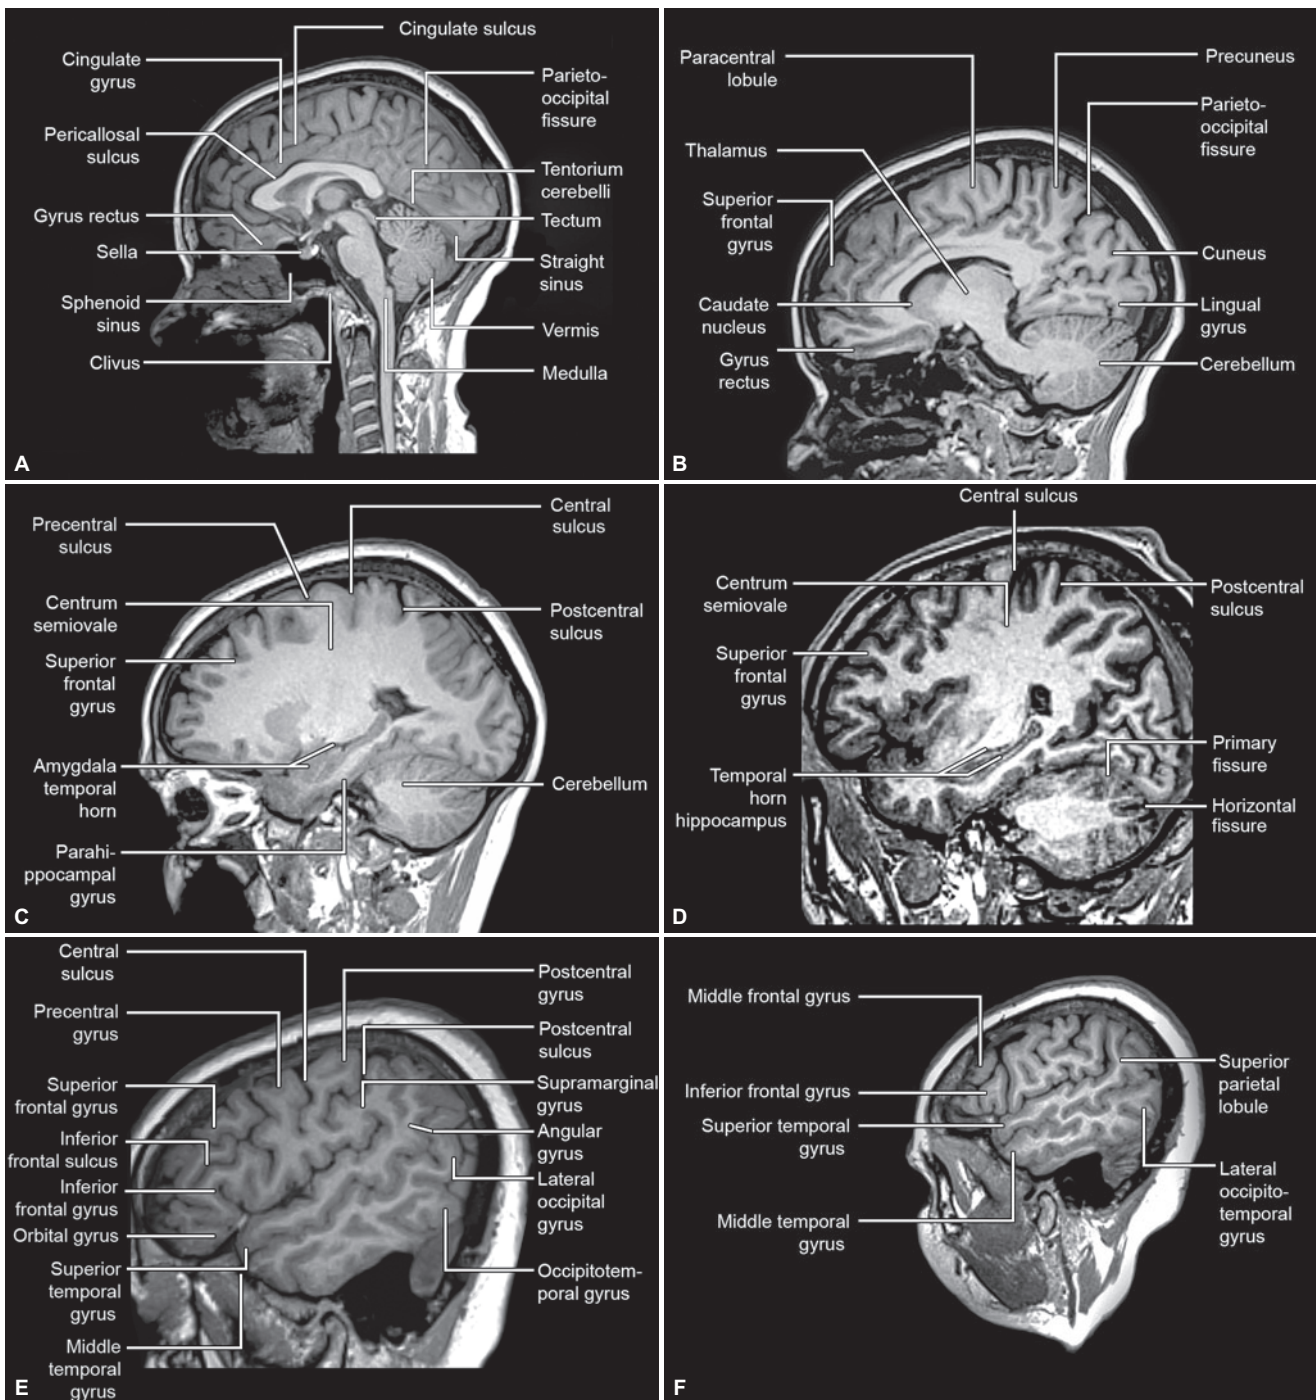 Cingulate sulcus
Cingulate
gyrus
Parieto-
occipital
fissure
Pericallosal
sulcus
Tentorium
cerebelli
Gyrus rectus
Tectum
Sella
Straight
sinus
Sphenoid
sinus
Vermis
Clivus
Medulla
A
Paracentral
lobule
Precuneus
Parieto-
occipital
fissure
Thalamus
Superior
frontal
gyrus
Cuneus
Caudate
nucleus
Lingual
gyrus
Gyrus
rectus
Cerebellum
B
Central
sulcus
Precentral
sulcus
Centrum
semiovale
Postcentral
sulcus
Superior
frontal
gyrus
Amygdala
temporal
horn
Cerebellum
Parahi-
ppocampal
gyrus
C
Central sulcus
Centrum
semiovale
Postcentral
sulcus
Superior
frontal
gyrus
Primary
fissure
Temporal
horn
hippocampus
Horizontal
fissure
D
Central
sulcus
Postcentral
gyrus
Precentral
gyrus
Postcentral
sulcus
Superior
frontal gyrus
Supramarginal
gyrus
Inferior
frontal sulcus
Angular
gyrus
Inferior
frontal gyrus
Lateral
occipital
gyrus
Orbital gyrus
Superior
temporal
gyrus
Occipitotem-
poral gyrus
Middle
temporal
gyrus
E
Middle frontal gyrus
Superior
parietal
lobule
Inferior frontal gyrus
Superior temporal
gyrus
Lateral
occipito-
temporal
gyrus
Middle temporal
gyrus
F